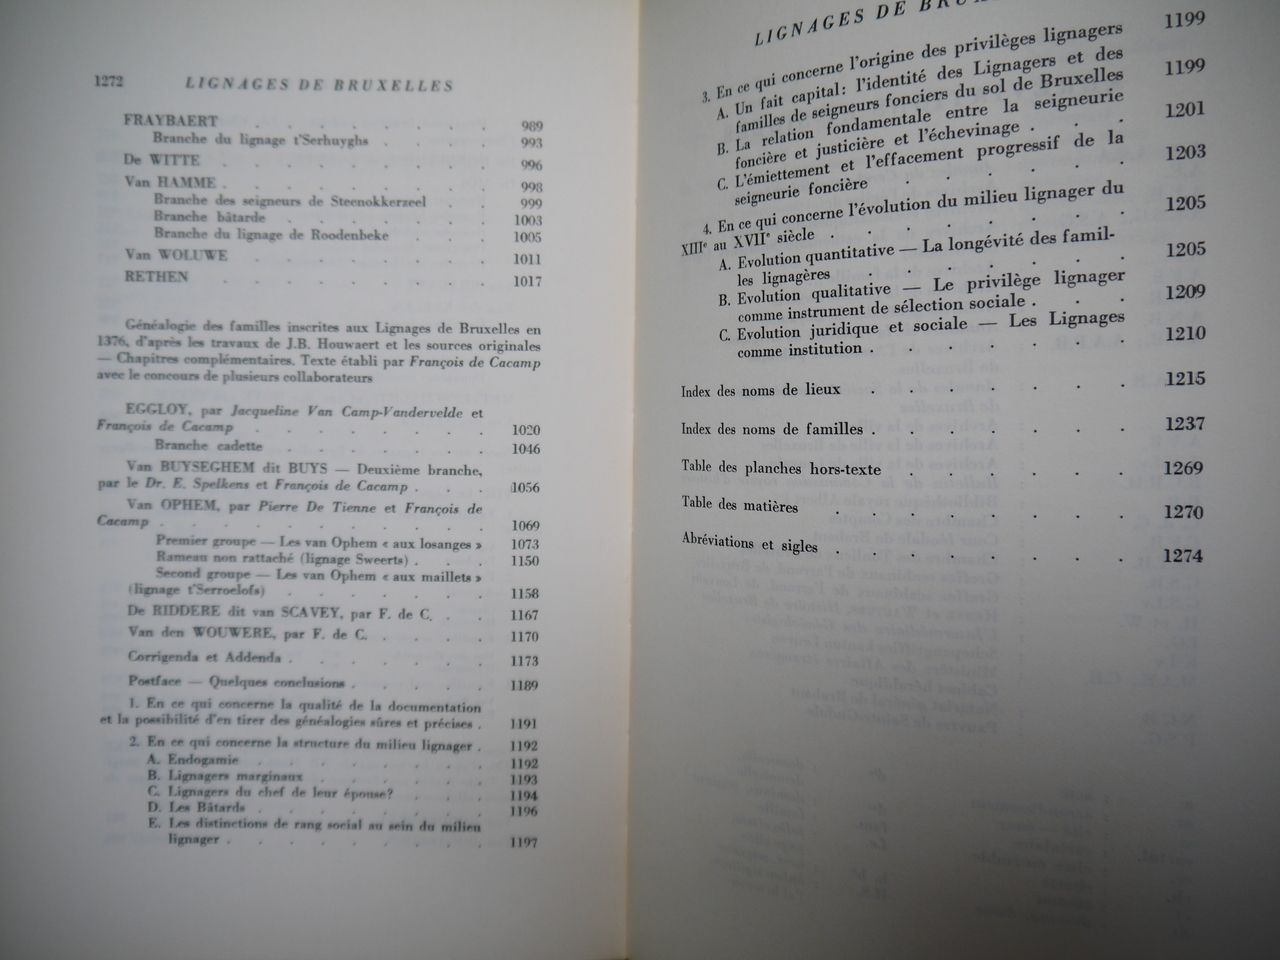 1272 LIGNAGES DE BRUXELLES
FRAYBAERT . . . . . . . 989
Branche du lignage t'Serhuyghs . . . . 993
De WITTE . . . . . . . . 996
Van HAMME . . . . . . . . 998
Branche des seigneurs de Steenokkerzeel . . 999
Branche bâtarde . . . . . . 1003
Branche du lignage de Roodenbeke . . . 1005
Van WOLUWE . . . . . . . 1011
RETHEN . . . . . . . . 1017
Généalogie des familles inscrites aux Lignages de Bruxelles en
1376, d'après les travaux de J.B. Houwaert et les sources originales
— Chapitres complémentaires. Texte établi par François de Cacamp
avec le concours de plusieurs collaborateurs
EGGLOY, par Jacqueline Van Camp-Vandervelde et
François de Cacamp . . . . . . . 1020
Branche cadette . . . . . . 1046
Van BUYSEGHEM dit BUYS — Deuxième branche,
par le Dr. E. Spelkens et François de Cacamp . . . 1056
Van OPHEM, par Pierre De Tienne et François de
Cacamp . . . . . . . . . 1069
Premier groupe — Les van Ophem « aux losanges » 1073
Rameau non rattaché (lignage Sweerts) . . . 1150
Second groupe — Les van Ophem « aux maillets »
(lignage t'Serroelofs) . . . . . . 1158
De RIDDERE dit van SCAVEY, par F. de C. . . 1167
Van den WOUWERE, par F. de C. . . . . 1170
Corrigenda et Addenda . . . . . . 1173
Postface — Quelques conclusions . . . . . 1189
1. En ce qui concerne la qualité de la documentation
et la possibilité d'en tirer des généalogies sûres et précises . 1191
2. En ce qui concerne la structure du milieu lignager . 1192
A. Endogamie . . . . . . . 1192
B. Lignagers marginaux . . . . . 1193
C. Lignagers du chef de leur épouse? . . . 1194
D. Les Bâtards . . . . . . . 1196
E. Les distinctions de rang social au sein du milieu
lignager . . . . . . . 1197
LIGNAGES DE
3. En ce qui concerne l'origine des privilèges lignagers 1199
A. Un fait capital: l'identité des Lignagers et des
familles de seigneurs fonciers du sol de Bruxelles 1199
B. La relation fondamentale entre la seigneurie
foncière et justicière et l'échevinage . . . 1201
C. L'émiettement et l'effacement progressif de la
seigneurie foncière . . . . . . 1203
4. En ce qui concerne l'évolution du milieu lignager du
XIIIe au XVIIe siècle . . . . . . . 1205
A. Evolution quantitative — La longévité des famil-
les lignagères . . . . . . . 1205
B. Evolution qualitative — Le privilège lignager
comme instrument de sélection sociale . . . 1209
C. Evolution juridique et sociale — Les Lignages
comme institution . . . . . . 1210
Index des noms de lieux . . . . . . . 1215
Index des noms de familles . . . . . . 1237
Table des planches hors-texte . . . . . 1269
Table des matières . . . . . . . 1270
Abréviations et sigles . . . . . . . 1274